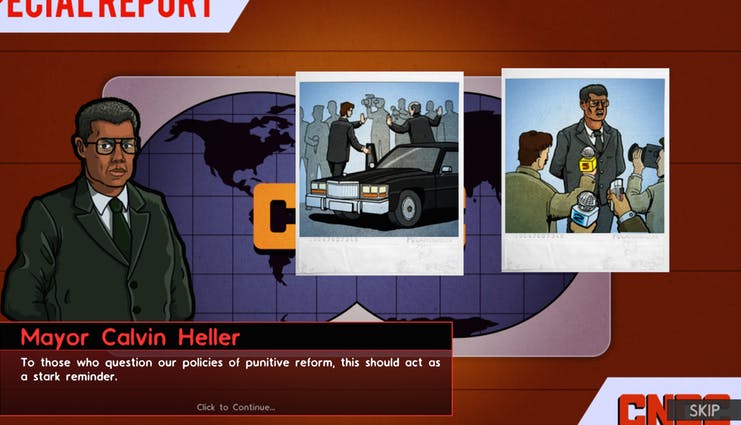 SPECIAL REPORT
Mayor Calvin Heller
To those who question our policies of punitive reform, this should act as
a stark reminder.
Click to Continue...
SKIP